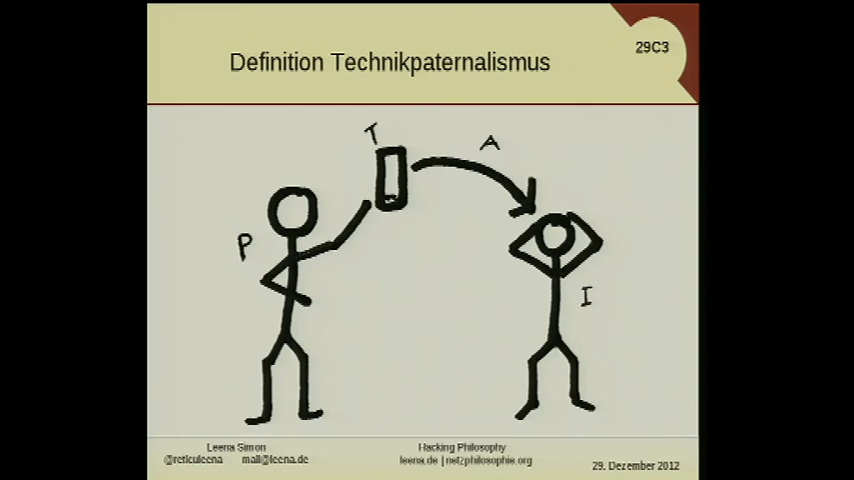 29C3
Definition Technikpaternalismus
T
A
P
I
Leena Simon
@reticuleena mail@leena.de
Hacking Philosophy
leena.de | netzphilosophie.org
29. Dezember 2012